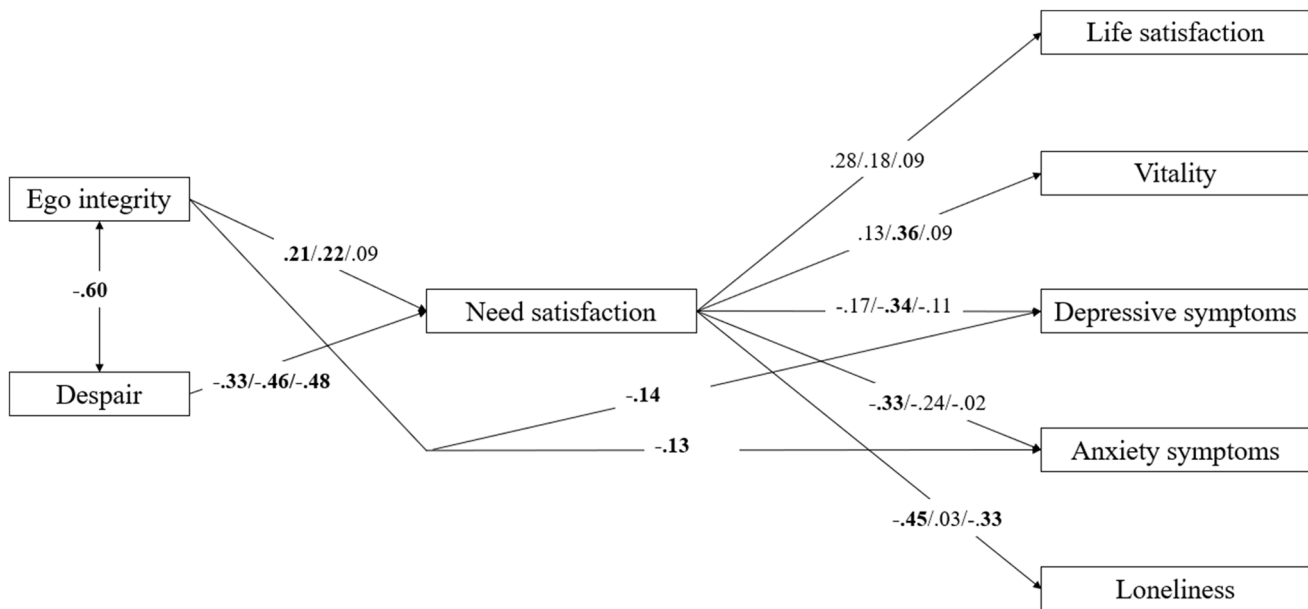 Life satisfaction
.28/.18/.09
Vitality
Ego integrity
.13/.36/.09
.21/.22/.09
-.60
Need satisfaction
-.17/-.34/-.11
Depressive symptoms
Despair
-.33/-.46/-.48
-.14
-.33/-.24/-.02
-.13
Anxiety symptoms
-.45/.03/-.33
Loneliness